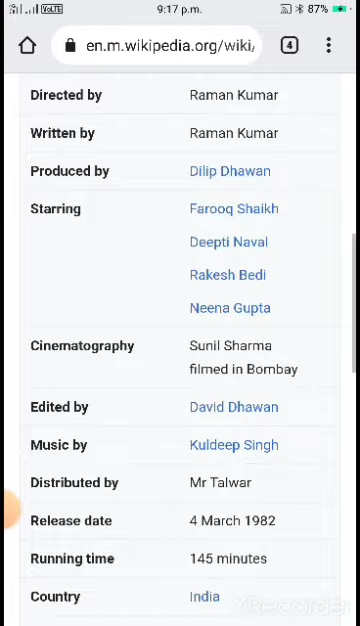 VoLTE 9:17 p.m. 87%
en.m.wikipedia.org/wiki/ 4
Directed by Raman Kumar
Written by Raman Kumar
Produced by Dilip Dhawan
Starring Farooq Shaikh
Deepti Naval
Rakesh Bedi
Neena Gupta
Cinematography Sunil Sharma
filmed in Bombay
Edited by David Dhawan
Music by Kuldeep Singh
Distributed by Mr Talwar
Release date 4 March 1982
Running time 145 minutes
Country India